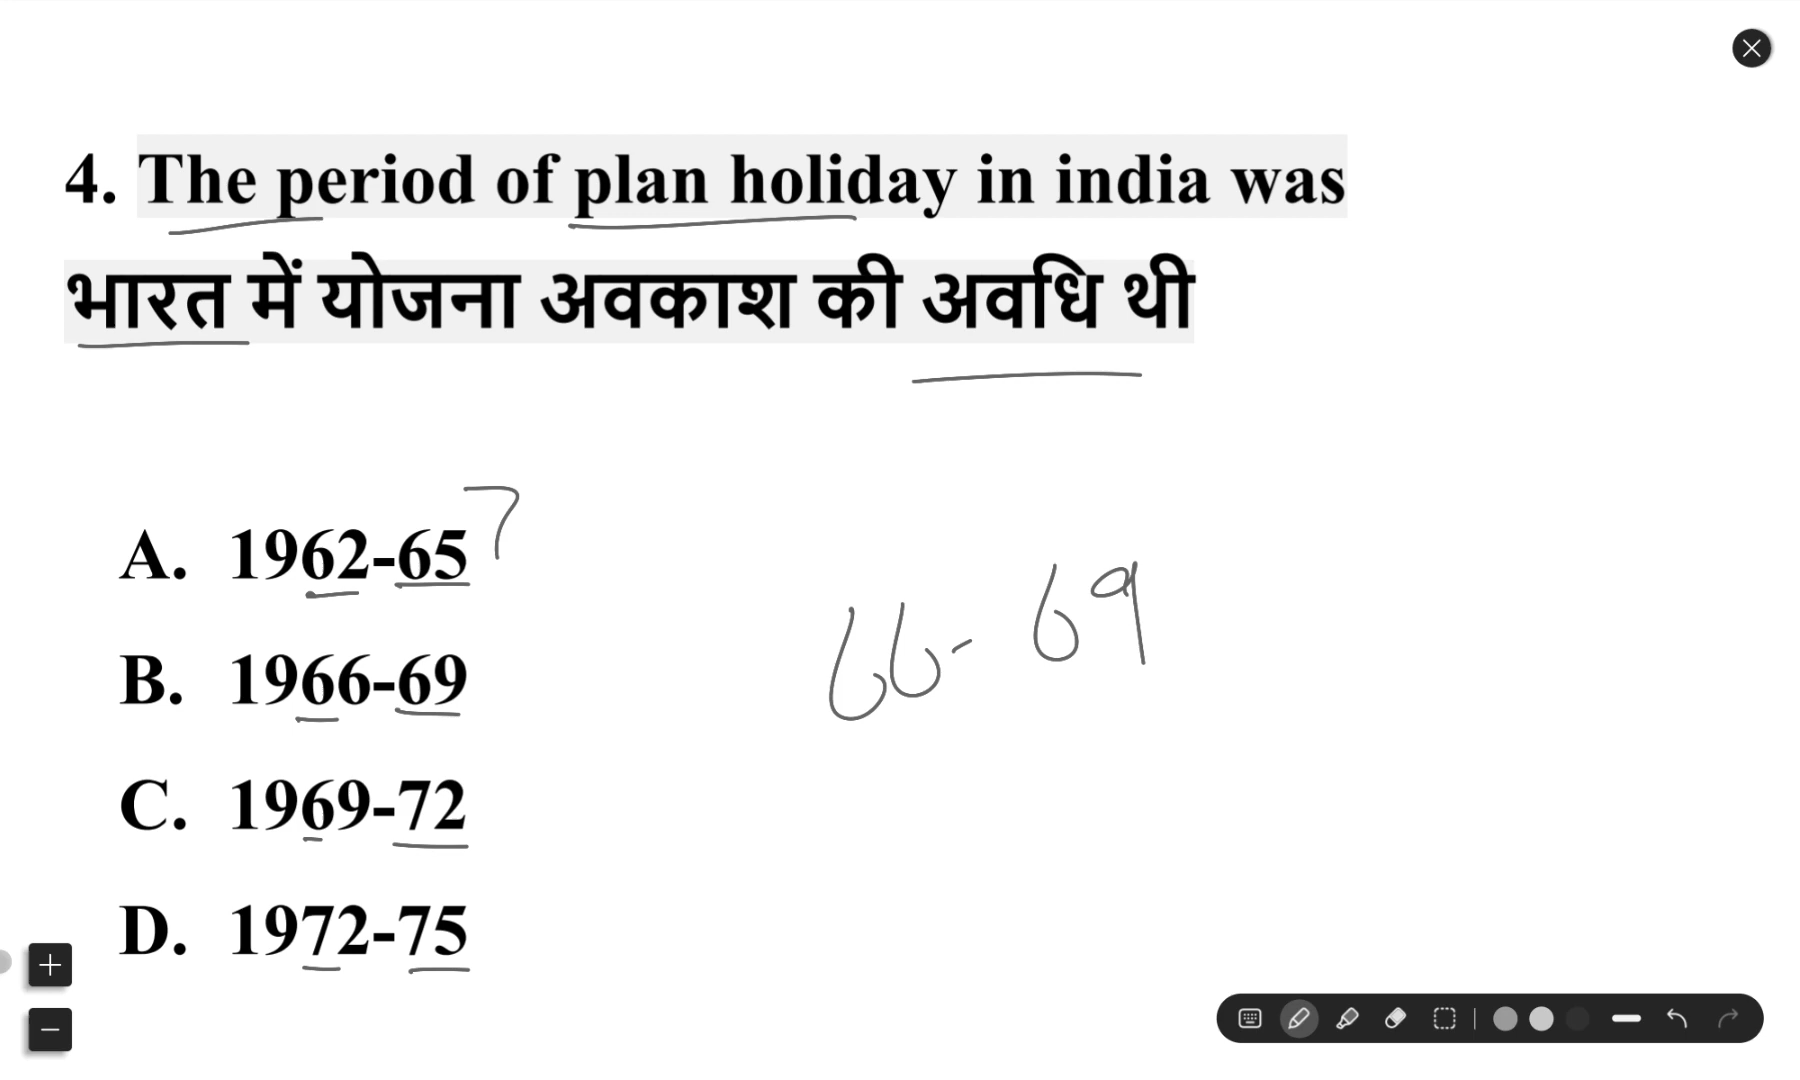 4. The period of plan holiday in india was
भारत में योजना अवकाश की अवधि थी
7
A. 1962-65
66-69
B. 1966-69
C. 1969-72
D. 1972-75